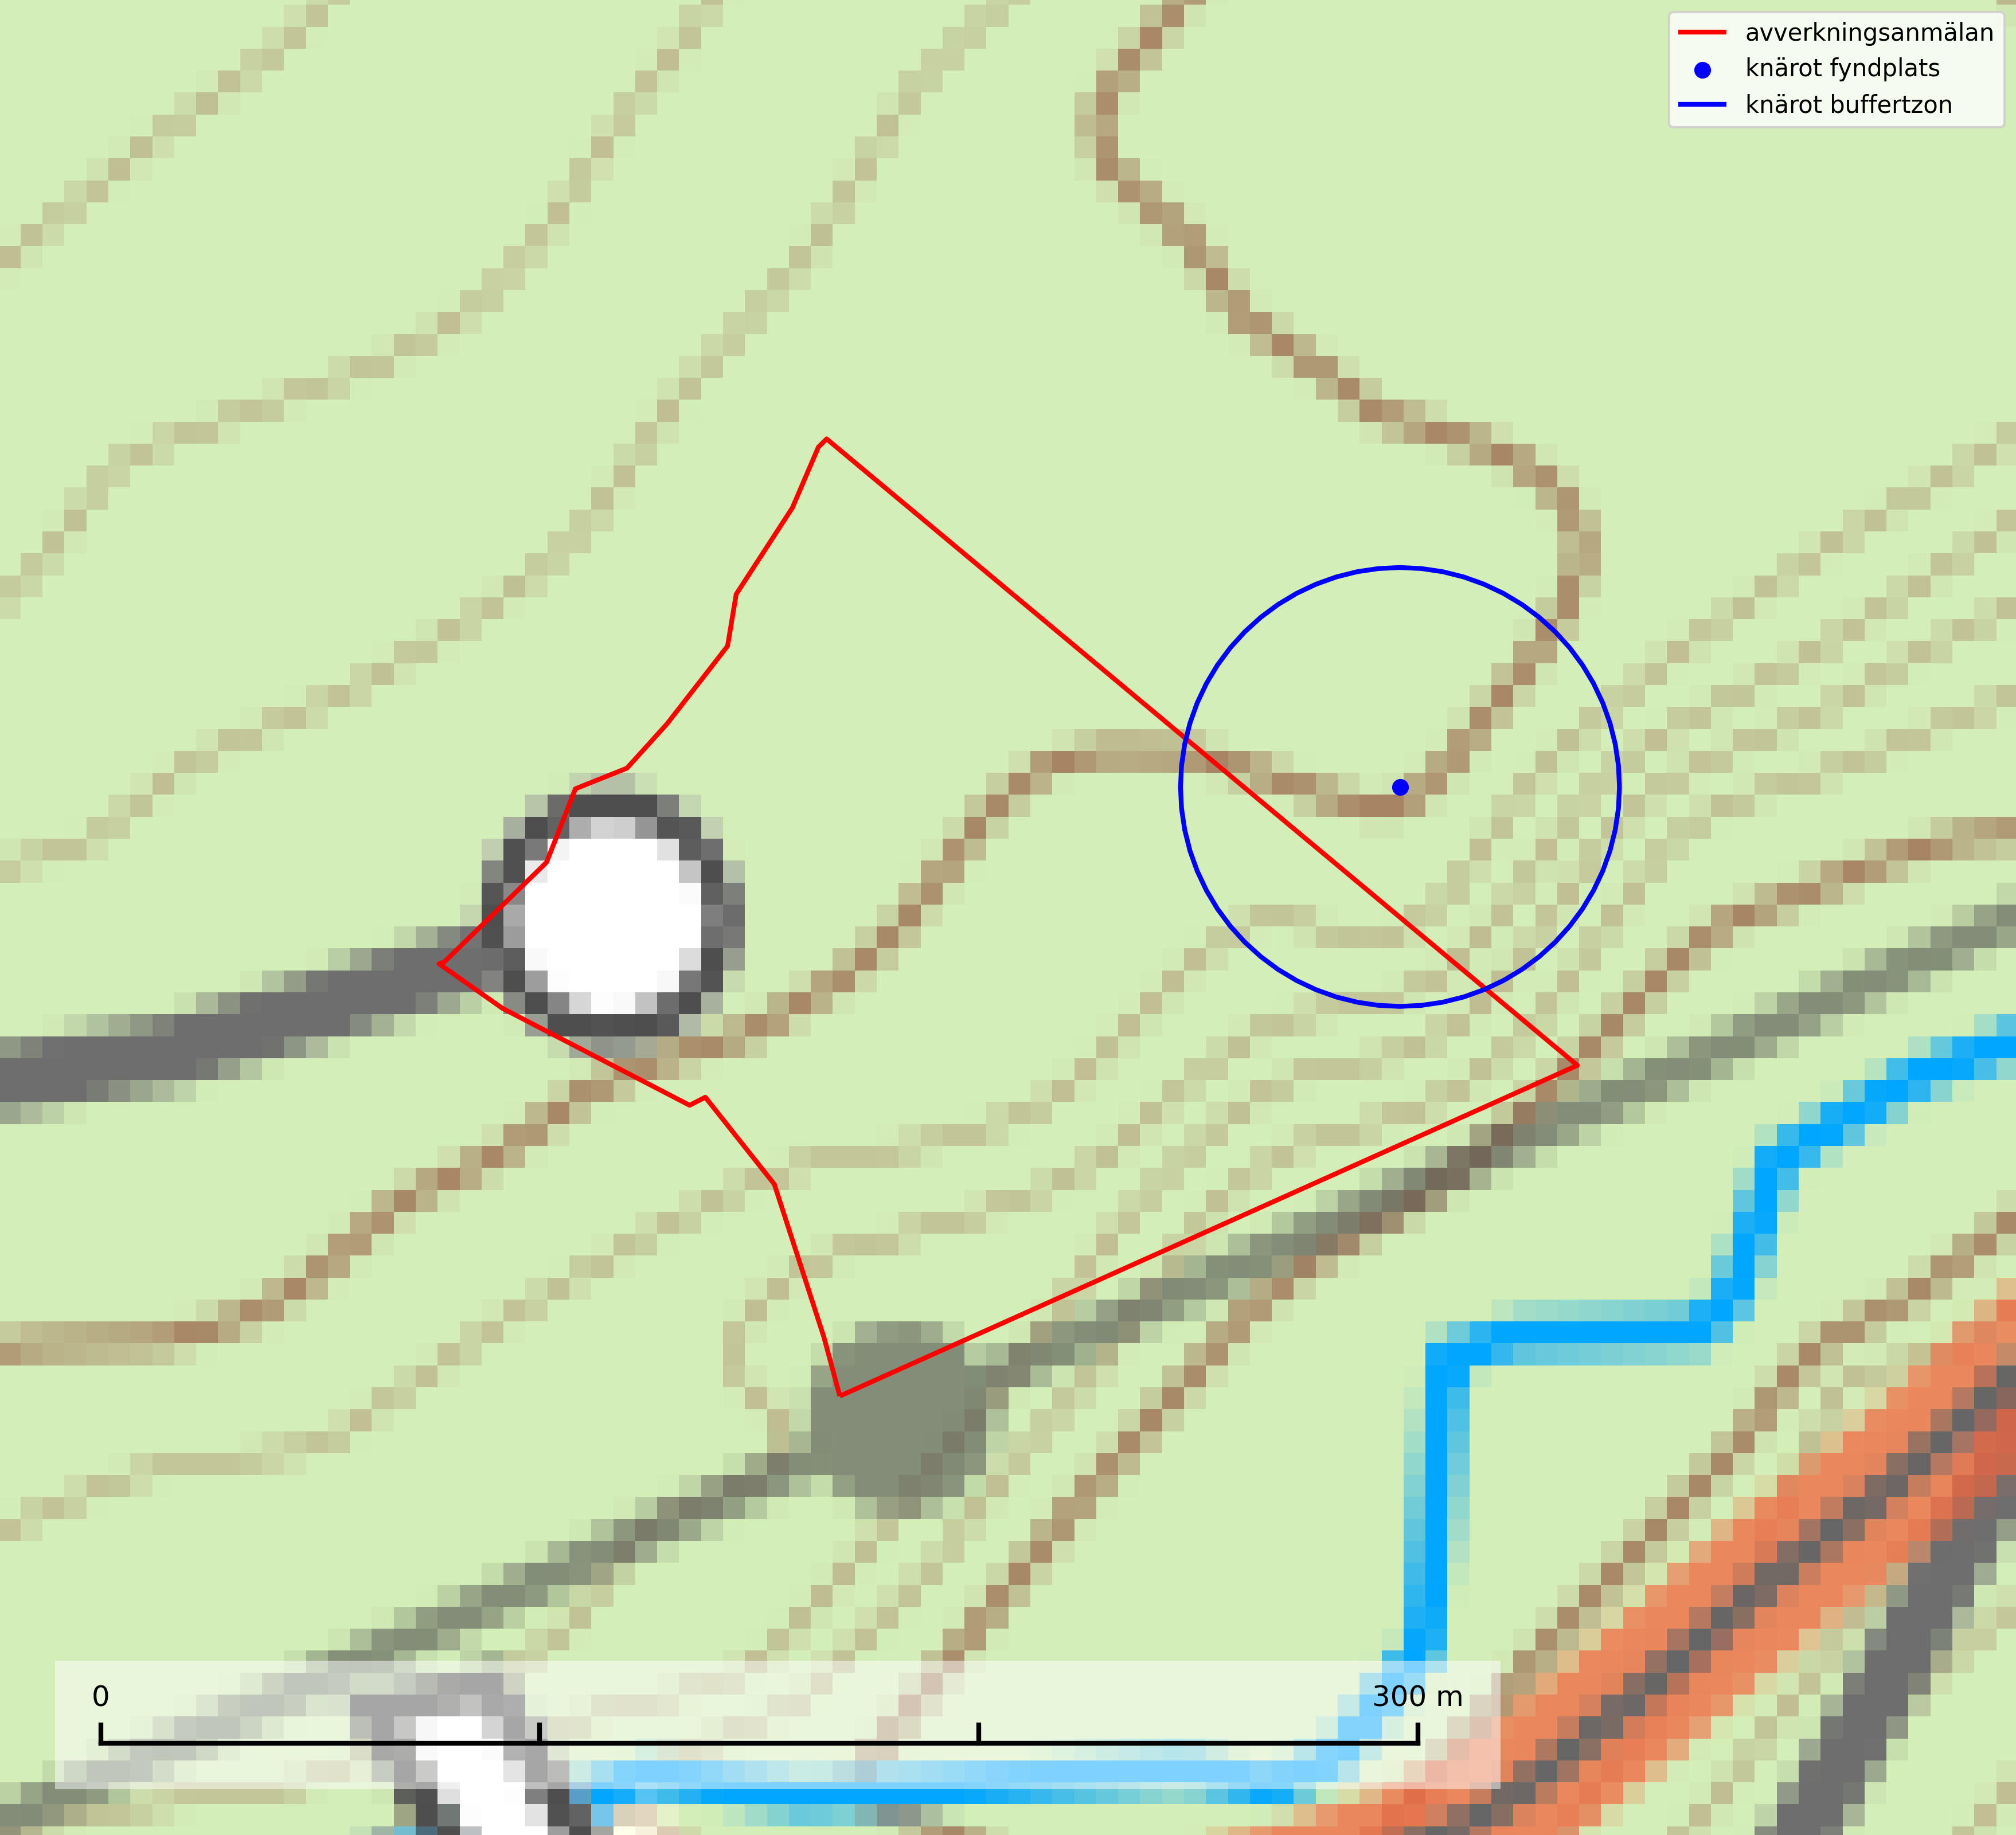 avverkningsanmälan
knärot fyndplats
knärot buffertzon
0
300 m